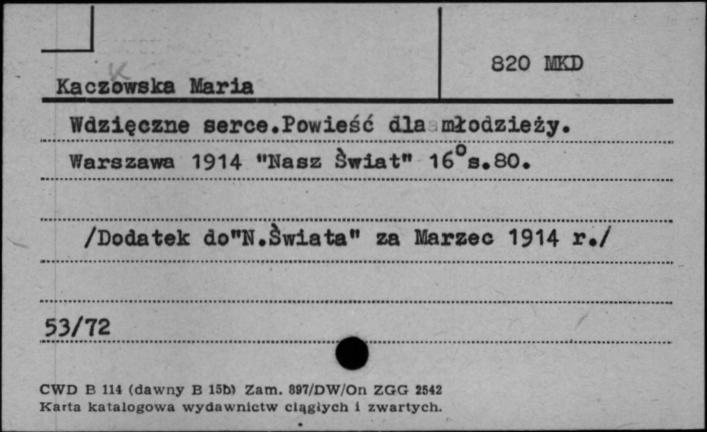 820 MKD
Kaczowska Maria
Wdzięczne serce.Powieść dla młodzieży.
Warszawa 1914 "Nasz Świat" 16°s.80.
/Dodatek do"N.Świata" za Marzec 1914 r./
53/72
CWD B 114 (dawny B 15b) Zam. 897/DW/On ZGG 2542
Karta katalogowa wydawnictw ciągłych i zwartych.